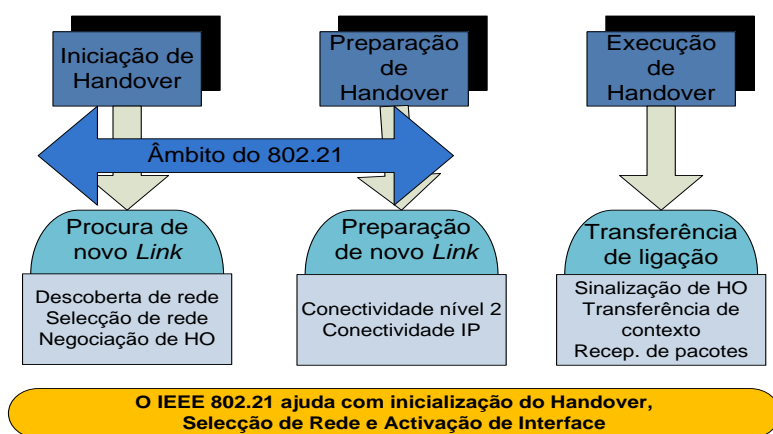 Iniciação de
Handover
Preparação
de
Handover
Execução
de
Handover
Âmbito do 802.21
Procura de
novo Link
Preparação
de novo Link
Transferência
de ligação
Descoberta de rede
Selecção de rede
Negociação de HO
Conectividade nível 2
Conectividade IP
Sinalização de HO
Transferência de
contexto
Recep. de pacotes
O IEEE 802.21 ajuda com inicialização do Handover,
Selecção de Rede e Activação de Interface